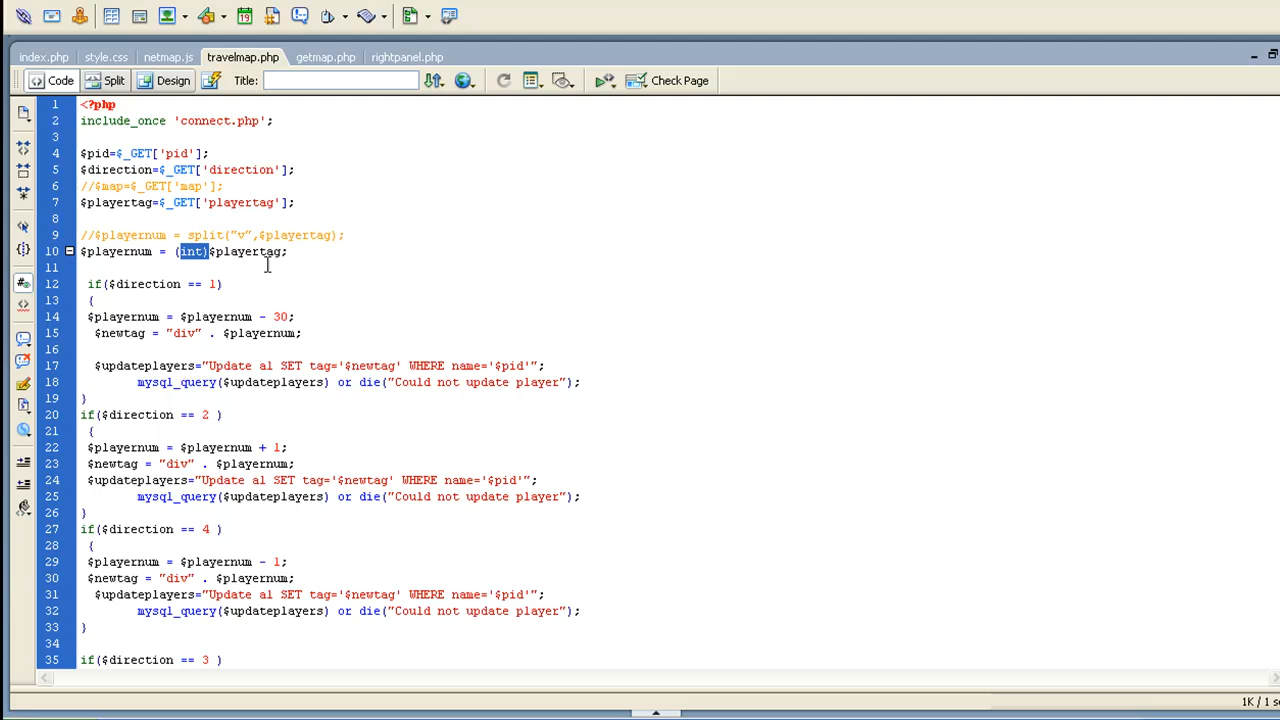 19
index.php style.css netmap.js travelmap.php getmap.php rightpanel.php
Code Split Design Title: Check Page
1 <?php
2 include_once 'connect.php';
3
4 $pid=$_GET['pid'];
5 $direction=$_GET['direction'];
6 //$map=$_GET['map'];
7 $playertag=$_GET['playertag'];
8
9 //$playernum = split("v",$playertag);
10 $playernum = (int)$playertag;
11
12 if($direction == 1)
13 {
14 $playernum = $playernum - 30;
15 $newtag = "div" . $playernum;
16
17 $updateplayers="Update al SET tag='$newtag' WHERE name='$pid'";
18 mysql_query($updateplayers) or die("Could not update player");
19 }
20 if($direction == 2 )
21 {
22 $playernum = $playernum + 1;
23 $newtag = "div" . $playernum;
24 $updateplayers="Update al SET tag='$newtag' WHERE name='$pid'";
25 mysql_query($updateplayers) or die("Could not update player");
26 }
27 if($direction == 4 )
28 {
29 $playernum = $playernum - 1;
30 $newtag = "div" . $playernum;
31 $updateplayers="Update al SET tag='$newtag' WHERE name='$pid'";
32 mysql_query($updateplayers) or die("Could not update player");
33 }
34
35 if($direction == 3 )
1K / 1 s